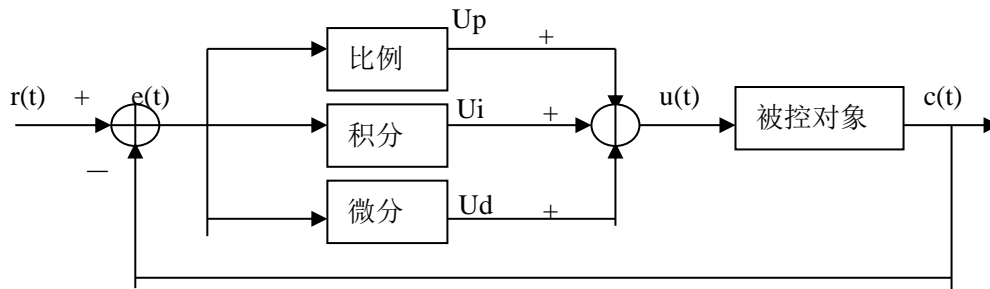 Up +
比例
r(t) + e(t) Ui + u(t) 被控对象 c(t)
积分
—
微分 Ud +